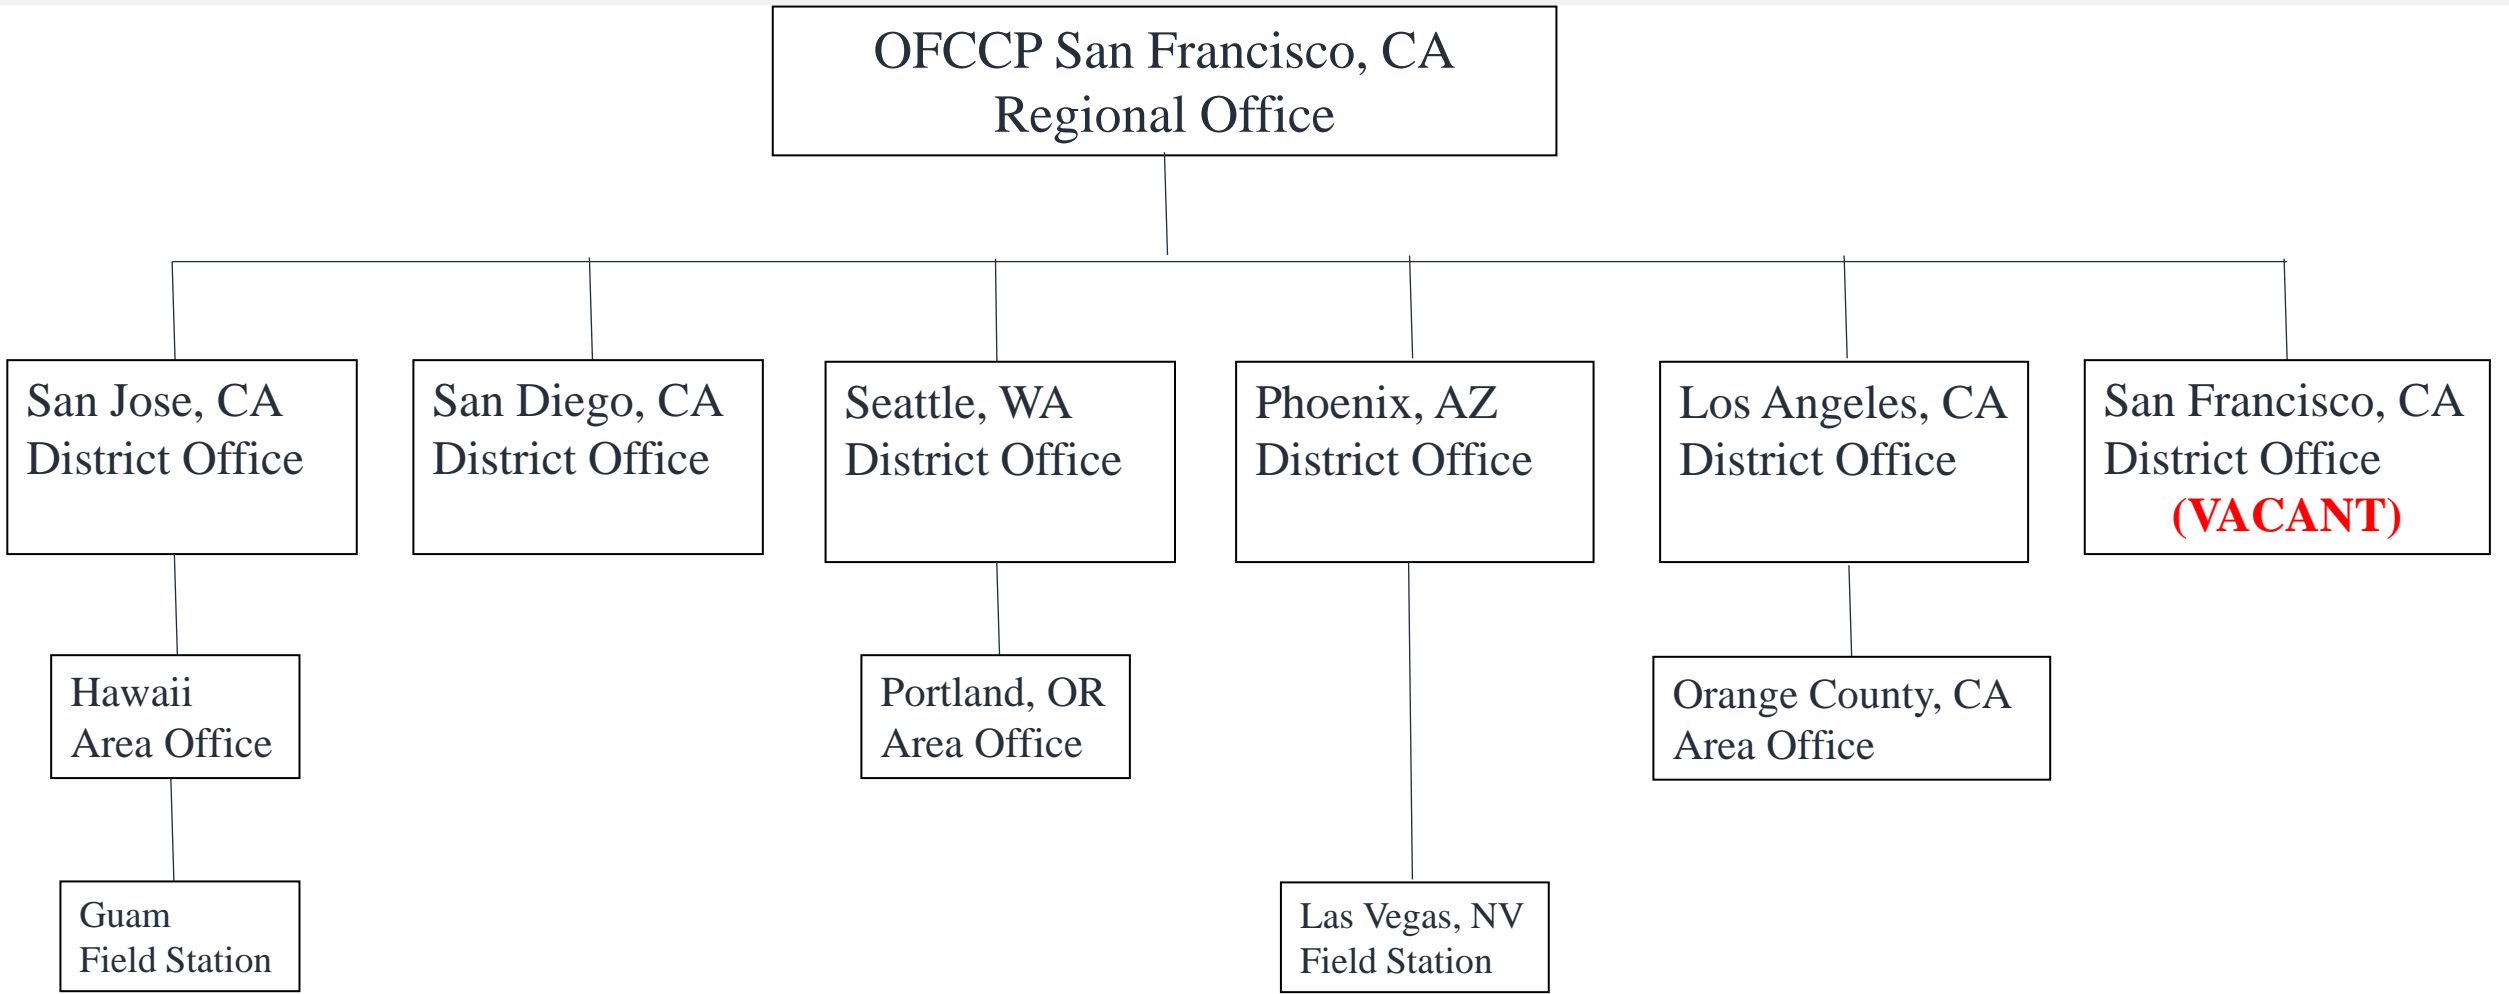 OFCCP San Francisco, CA
Regional Office
San Jose, CA
District Office
San Diego, CA
District Office
Seattle, WA
District Office
Phoenix, AZ
District Office
Los Angeles, CA
District Office
San Francisco, CA
District Office
(VACANT)
Hawaii
Area Office
Portland, OR
Area Office
Orange County, CA
Area Office
Guam
Field Station
Las Vegas, NV
Field Station